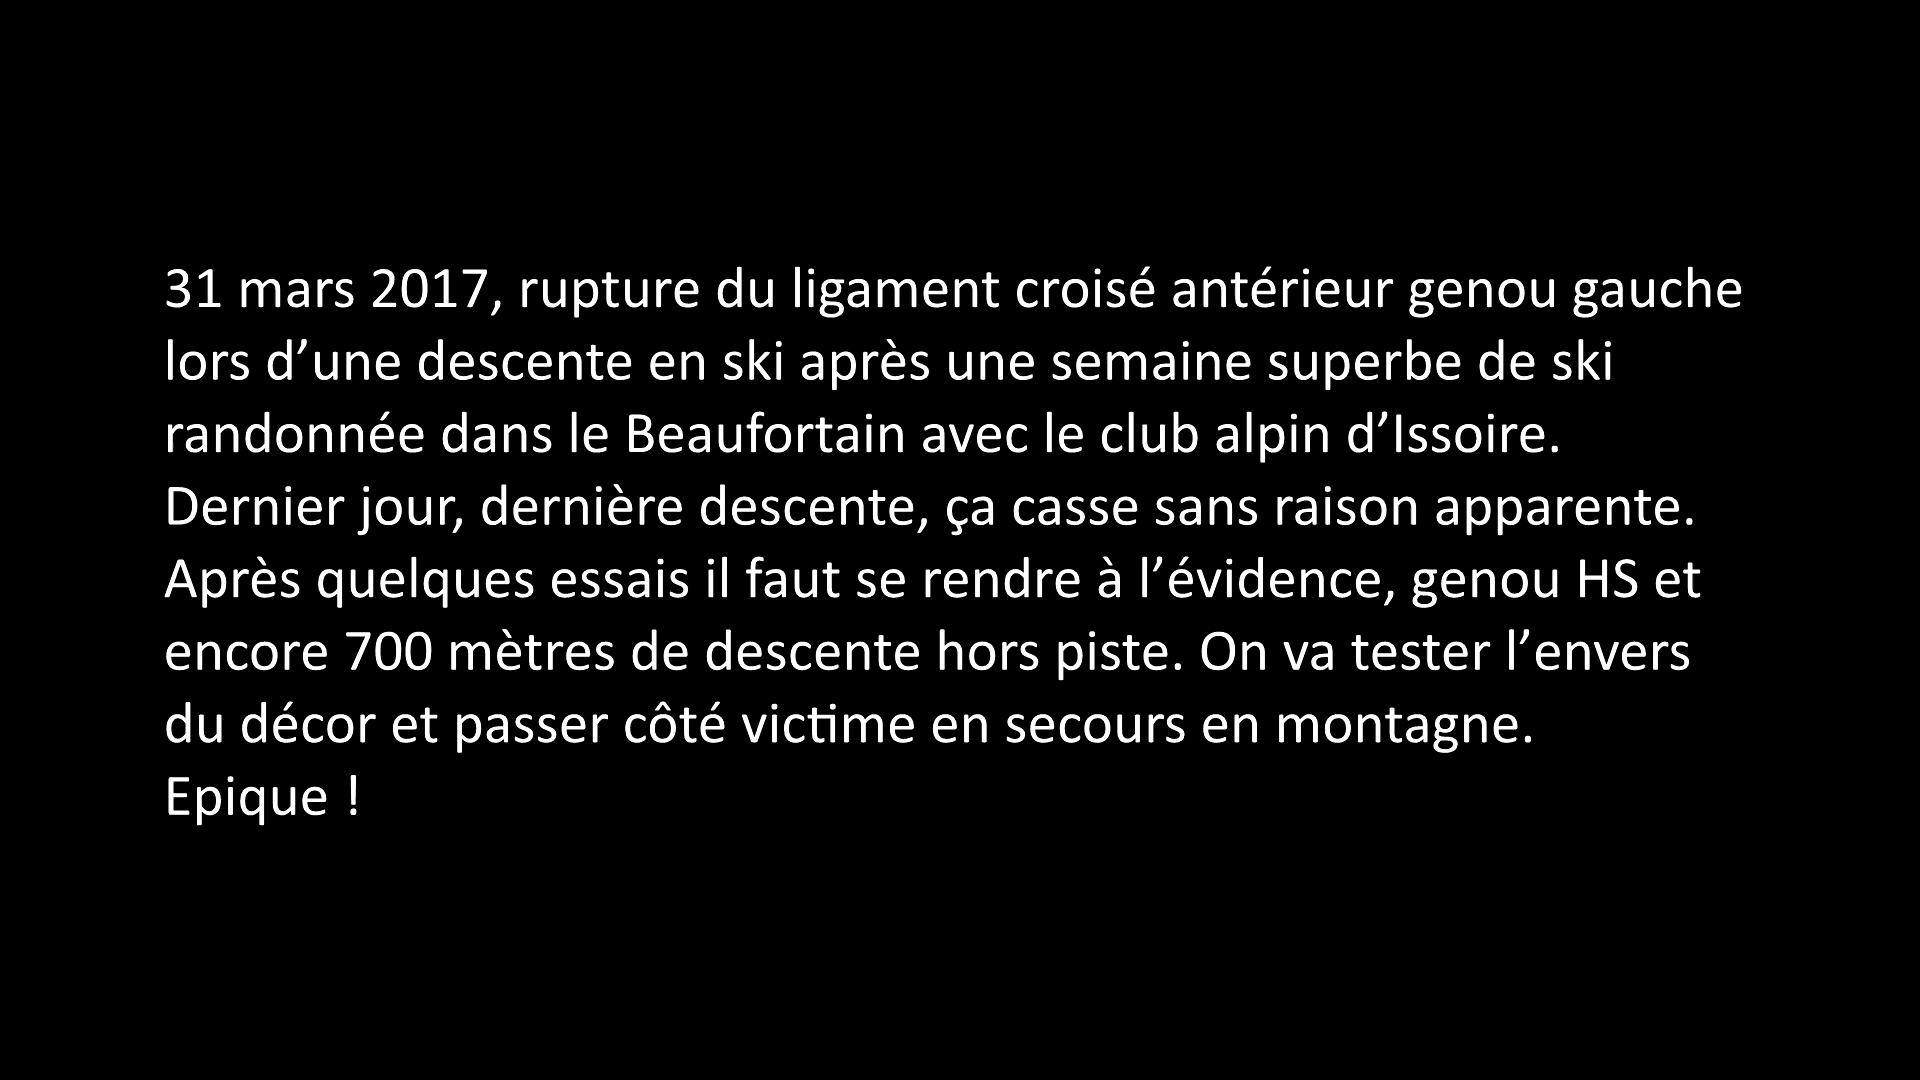 31 mars 2017, rupture du ligament croisé antérieur genou gauche
lors d’une descente en ski après une semaine superbe de ski
randonnée dans le Beaufortain avec le club alpin d’Issoire.
Dernier jour, dernière descente, ça casse sans raison apparente.
Après quelques essais il faut se rendre à l’évidence, genou HS et
encore 700 mètres de descente hors piste. On va tester l’envers
du décor et passer côté victime en secours en montagne.
Epique !